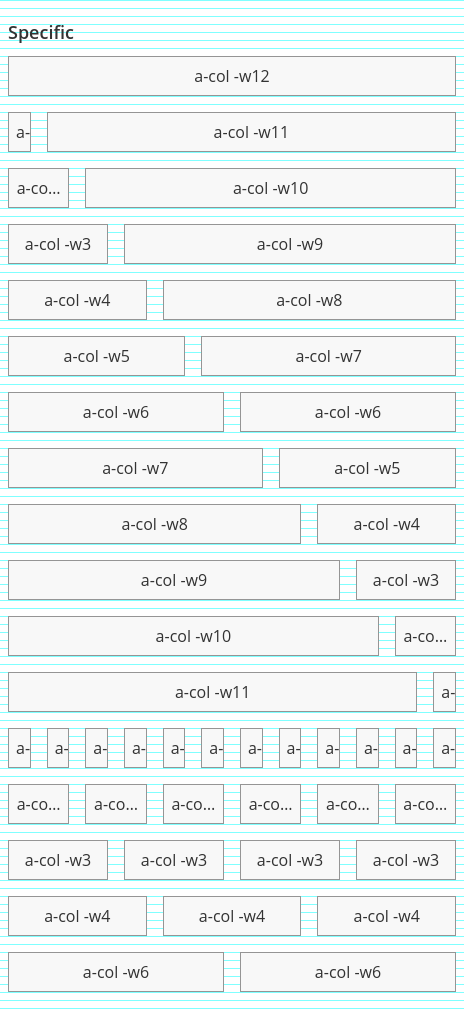 Specific
a-col -w12
a- a-col -w11
a-co... a-col -w10
a-col -w3 a-col -w9
a-col -w4 a-col -w8
a-col -w5 a-col -w7
a-col -w6 a-col -w6
a-col -w7 a-col -w5
a-col -w8 a-col -w4
a-col -w9 a-col -w3
a-col -w10 a-co...
a-col -w11 a-
a- a- a- a- a- a- a- a- a- a- a- a-
a-co... a-co... a-co... a-co... a-co... a-co...
a-col -w3 a-col -w3 a-col -w3 a-col -w3
a-col -w4 a-col -w4 a-col -w4
a-col -w6 a-col -w6